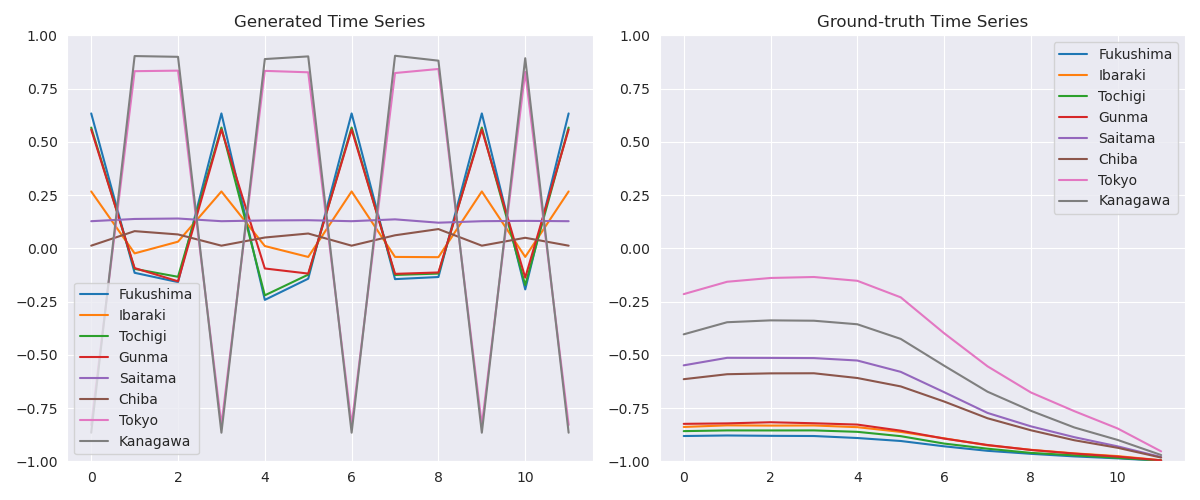 Generated Time Series
1.00
0.75
0.50
0.25
0.00
−0.25
−0.50
−0.75
−1.00
0 2 4 6 8 10
Fukushima
Ibaraki
Tochigi
Gunma
Saitama
Chiba
Tokyo
Kanagawa
Ground-truth Time Series
1.00
0.75
0.50
0.25
0.00
−0.25
−0.50
−0.75
−1.00
0 2 4 6 8 10
Fukushima
Ibaraki
Tochigi
Gunma
Saitama
Chiba
Tokyo
Kanagawa